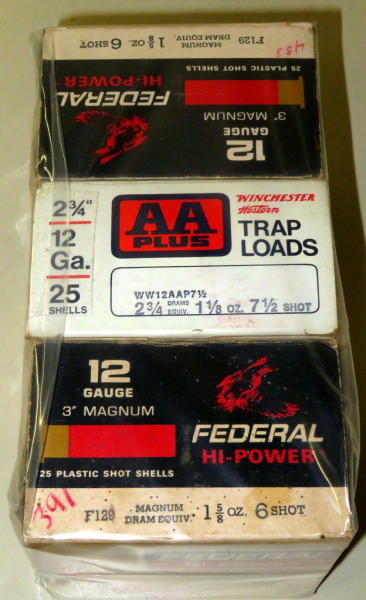 F129 MAGNUM DRAM EQUIV. 1 5/8 OZ. 6 SHOT
25 PLASTIC SHOT SHELLS
FEDERAL
HI-POWER
3" MAGNUM
12
GAUGE
2 3/4"
12
Ga.
25
SHELLS
AA
PLUS
WINCHESTER
Western
TRAP
LOADS
WW12AAP7½
2 3/4 DRAMS EQUIV. 1 1/8 OZ. 7 1/2 SHOT
12
GAUGE
3" MAGNUM
FEDERAL
HI-POWER
25 PLASTIC SHOT SHELLS
391
F129 MAGNUM DRAM EQUIV. 1 5/8 OZ. 6 SHOT